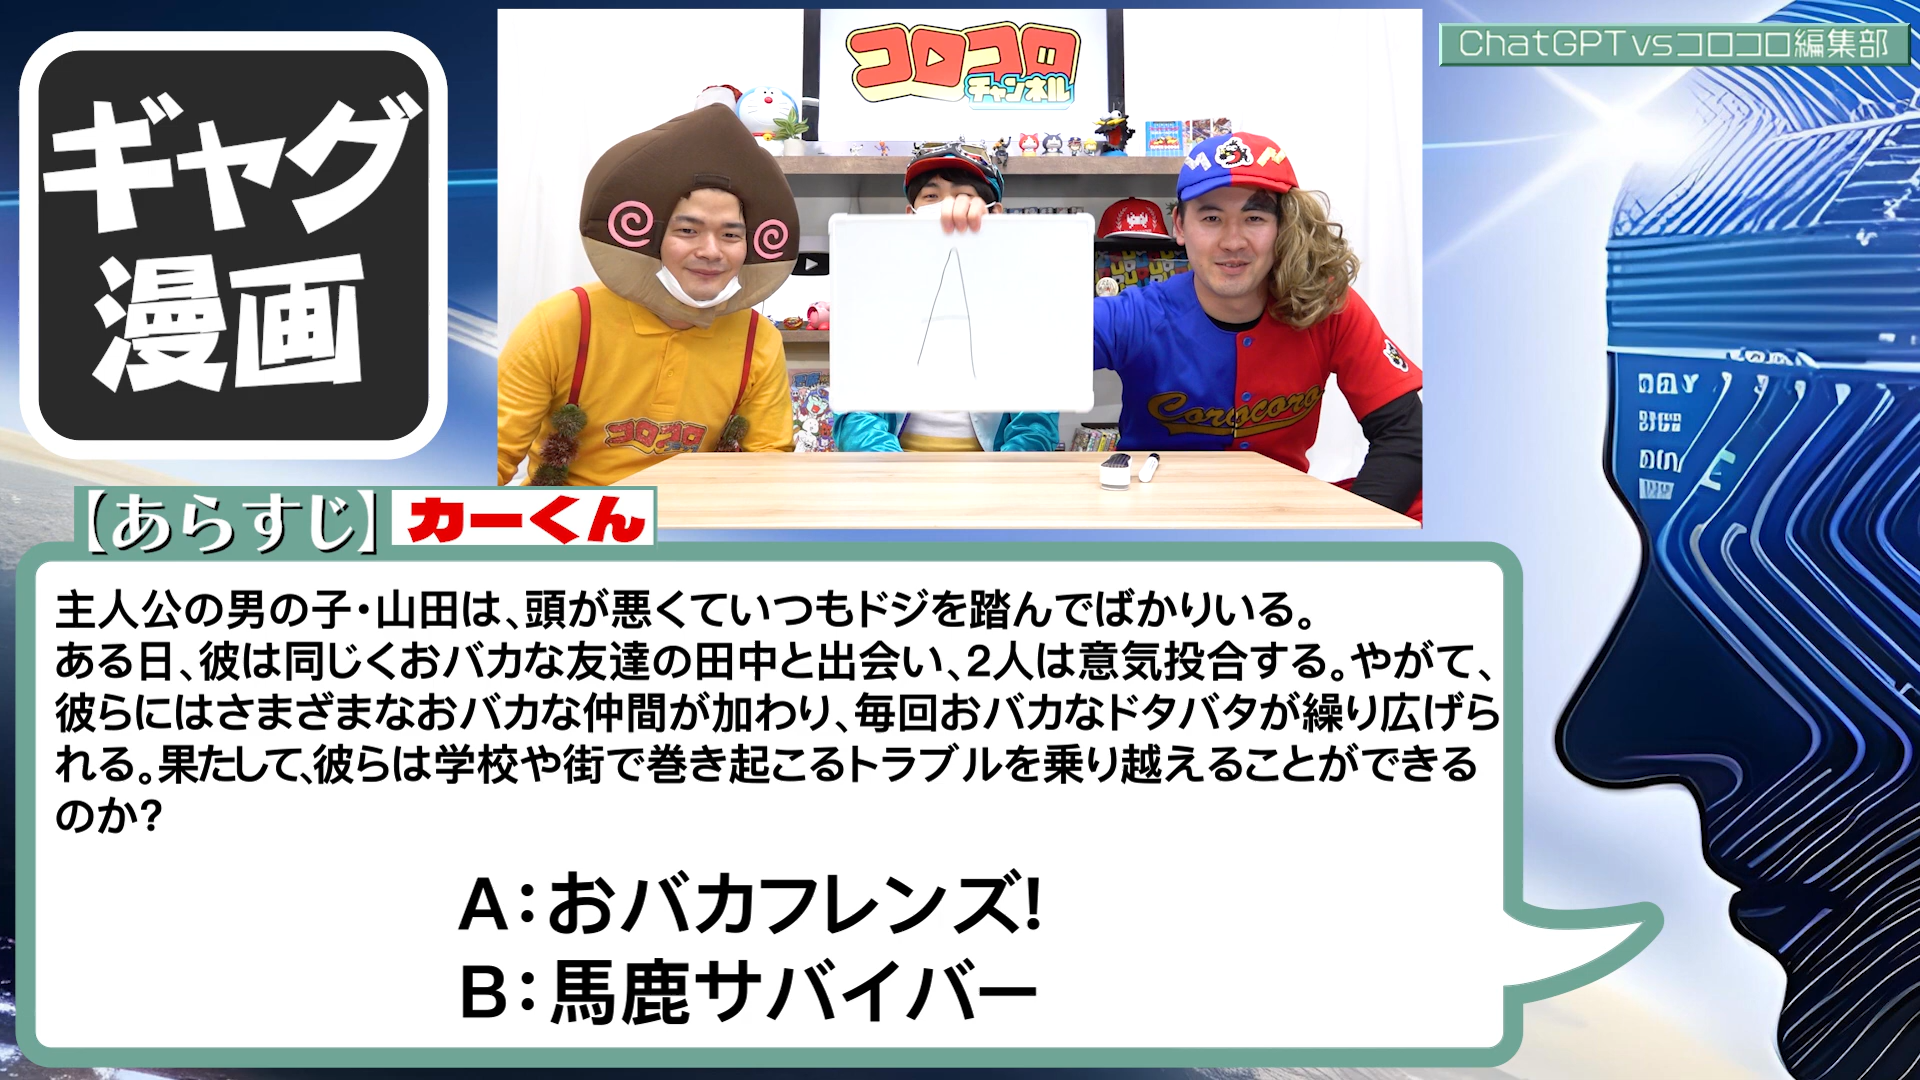 ギャグ
漫画
コロコロ
チャンネル
ChatGPTvsコロコロ編集部
A
コロコロ
Corocoro
【あらすじ】 カーくん
主人公の男の子・山田は、頭が悪くていつもドジを踏んでばかりいる。
ある日、彼は同じくおバカな友達の田中と出会い、2人は意気投合する。やがて、
彼らにはさまざまなおバカな仲間が加わり、毎回おバカなドタバタが繰り広げら
れる。果たして、彼らは学校や街で巻き起こるトラブルを乗り越えることができる
のか?
A:おバカフレンズ!
B:馬鹿サバイバー